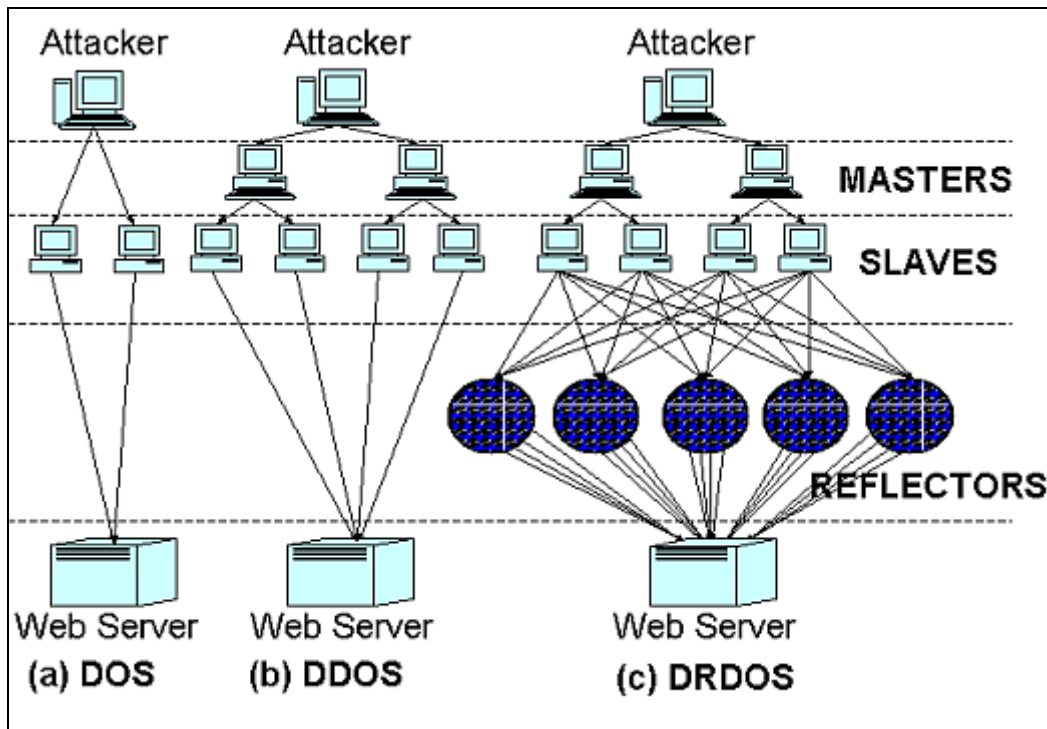 Attacker
Attacker
Attacker
MASTERS
SLAVES
REFLECTORS
Web Server
Web Server
Web Server
(a) DOS
(b) DDOS
(c) DRDOS